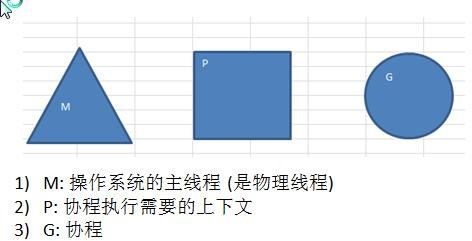 M
P
G
1) M: 操作系统的主线程 (是物理线程)
2) P: 协程执行需要的上下文
3) G: 协程